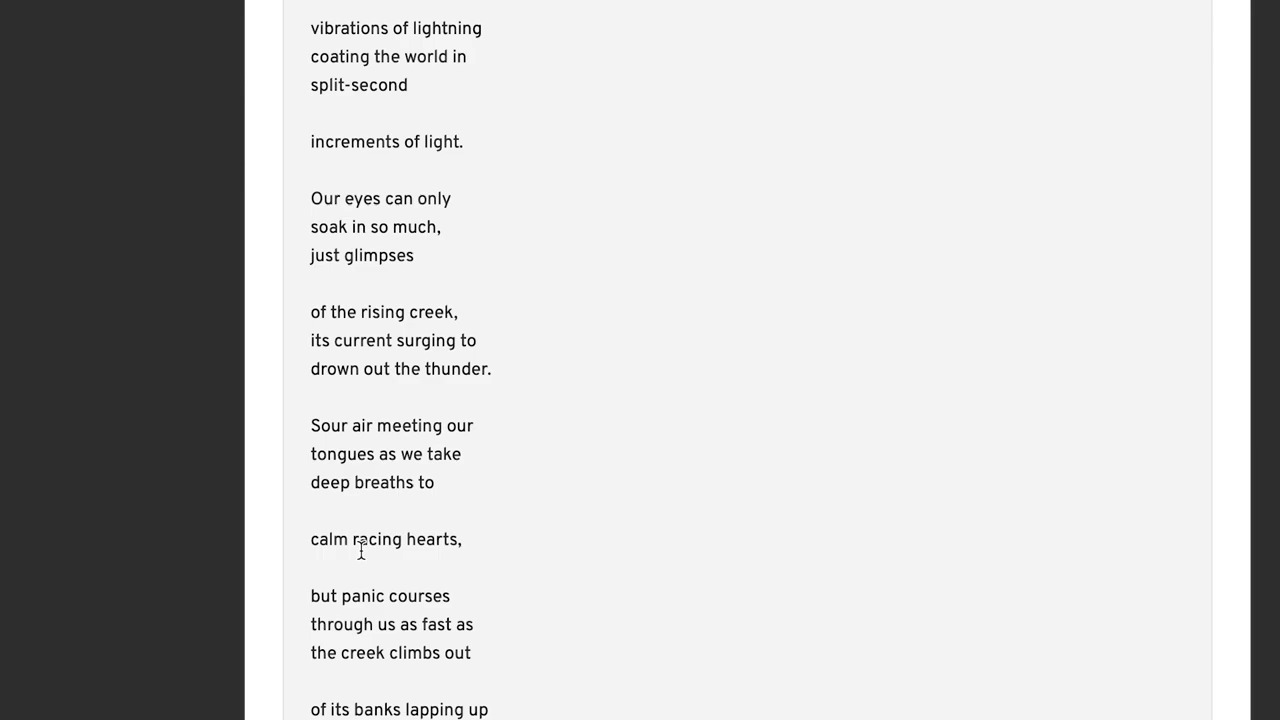 vibrations of lightning
coating the world in
split-second
increments of light.
Our eyes can only
soak in so much,
just glimpses
of the rising creek,
its current surging to
drown out the thunder.
Sour air meeting our
tongues as we take
deep breaths to
calm racing hearts,
but panic courses
through us as fast as
the creek climbs out
of its banks lapping up